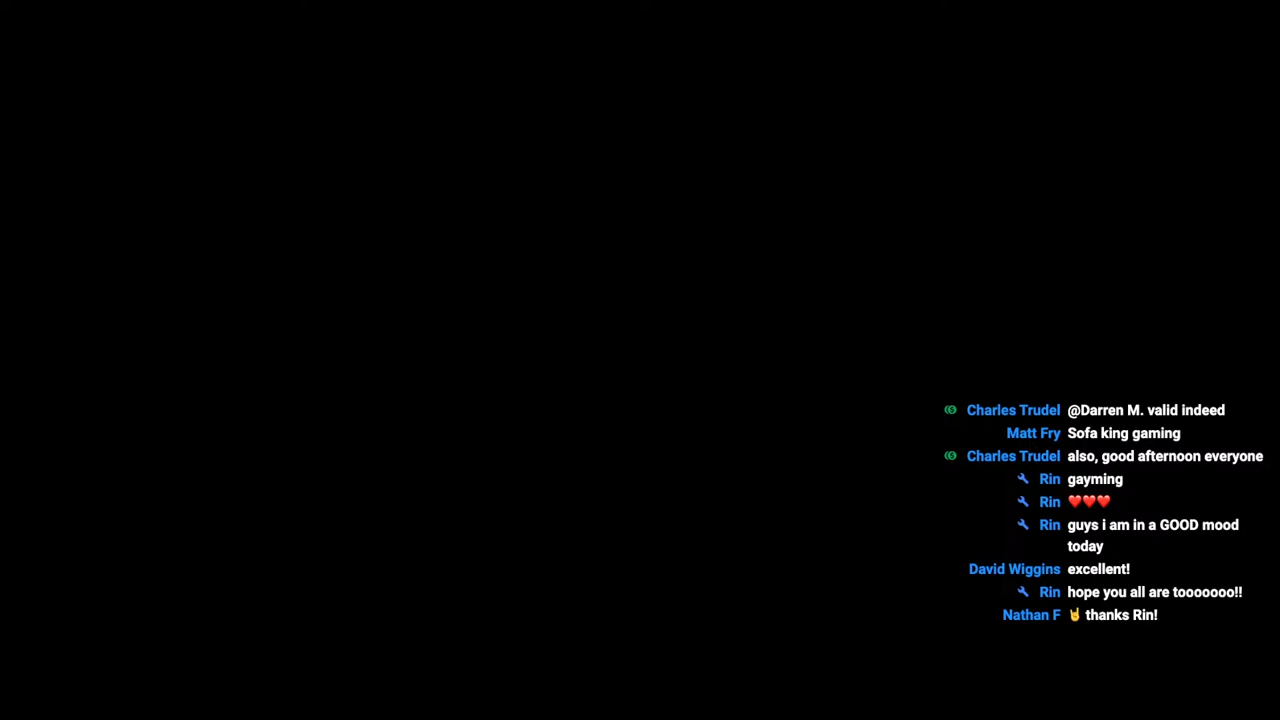 Charles Trudel @Darren M. valid indeed
Matt Fry Sofa king gaming
Charles Trudel also, good afternoon everyone
Rin gayming
Rin ❤️❤️❤️
Rin guys i am in a GOOD mood
today
David Wiggins excellent!
Rin hope you all are tooooooo!!
Nathan F 🤘 thanks Rin!